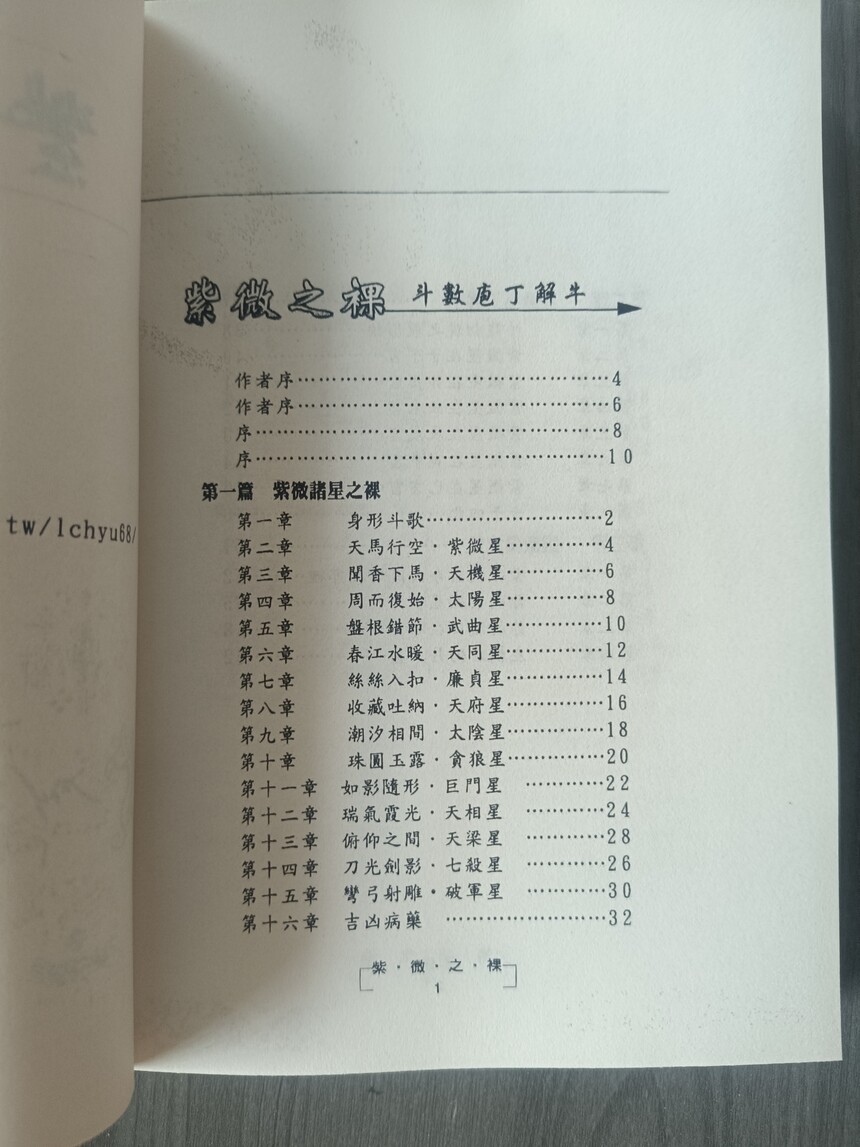 tw/lchyu68/
紫微之裸 斗數庖丁解牛
作者序…………………………………………4
作者序…………………………………………6
序………………………………………………8
序………………………………………………10
第一篇 紫微諸星之裸
第一章 身形斗歌………………………2
第二章 天馬行空·紫微星……………4
第三章 聞香下馬·天機星……………6
第四章 周而復始·太陽星……………8
第五章 盤根錯節·武曲星……………10
第六章 春江水暖·天同星……………12
第七章 絲絲入扣·廉貞星……………14
第八章 收藏吐納·天府星……………16
第九章 潮汐相間·太陰星……………18
第十章 珠圓玉露·貪狼星……………20
第十一章 如影隨形·巨門星 …………22
第十二章 瑞氣霞光·天相星 …………24
第十三章 俯仰之間·天梁星 …………28
第十四章 刀光劍影·七殺星 …………26
第十五章 彎弓射雕·破軍星 …………30
第十六章 吉凶病藥 ……………………32
紫·微·之·裸
1